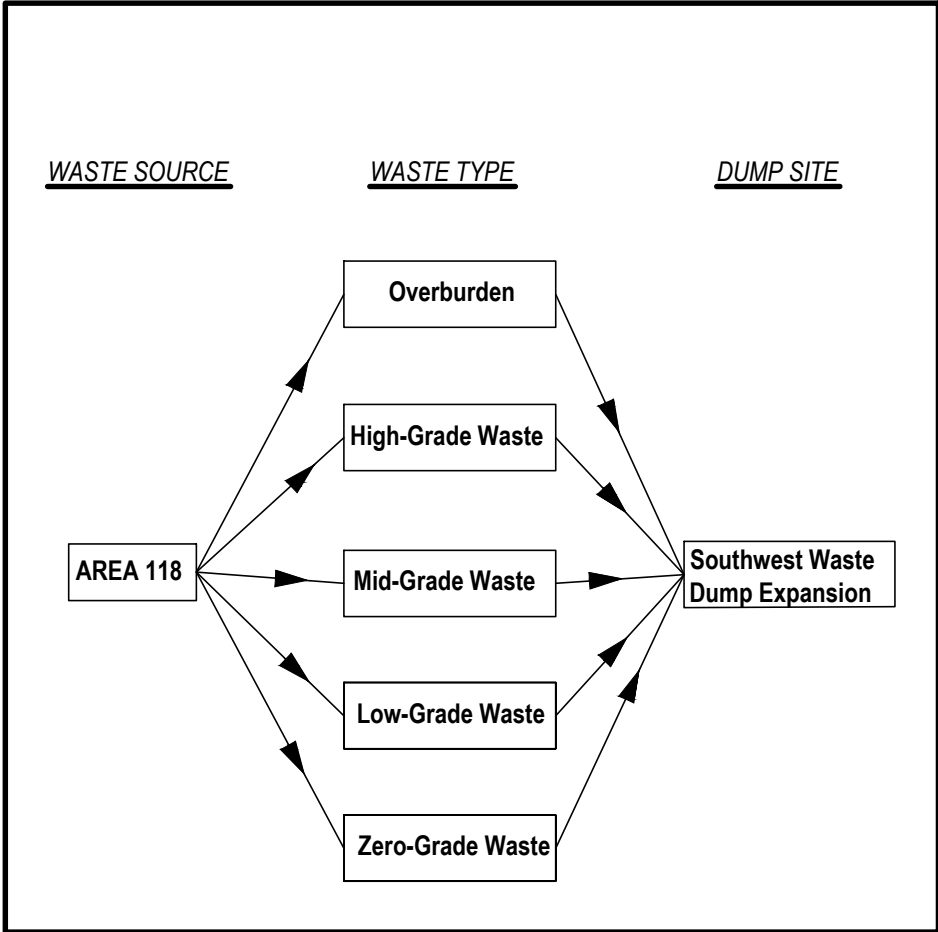 WASTE SOURCE
WASTE TYPE
DUMP SITE
Overburden
High-Grade Waste
AREA 118
Mid-Grade Waste
Southwest Waste
Dump Expansion
Low-Grade Waste
Zero-Grade Waste